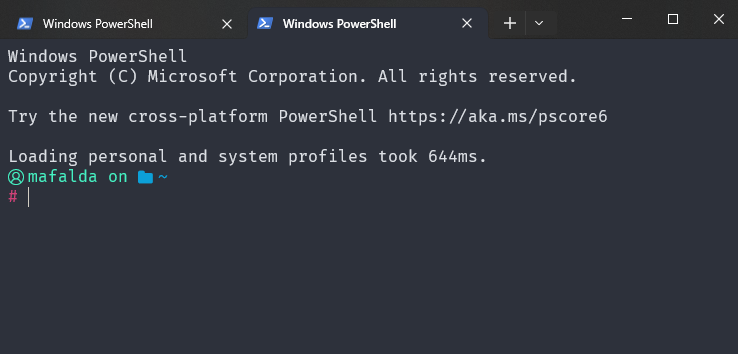 Windows PowerShell
Windows PowerShell
Windows PowerShell
Copyright (C) Microsoft Corporation. All rights reserved.
Try the new cross-platform PowerShell https://aka.ms/pscore6
Loading personal and system profiles took 644ms.
mafalda on ~
#